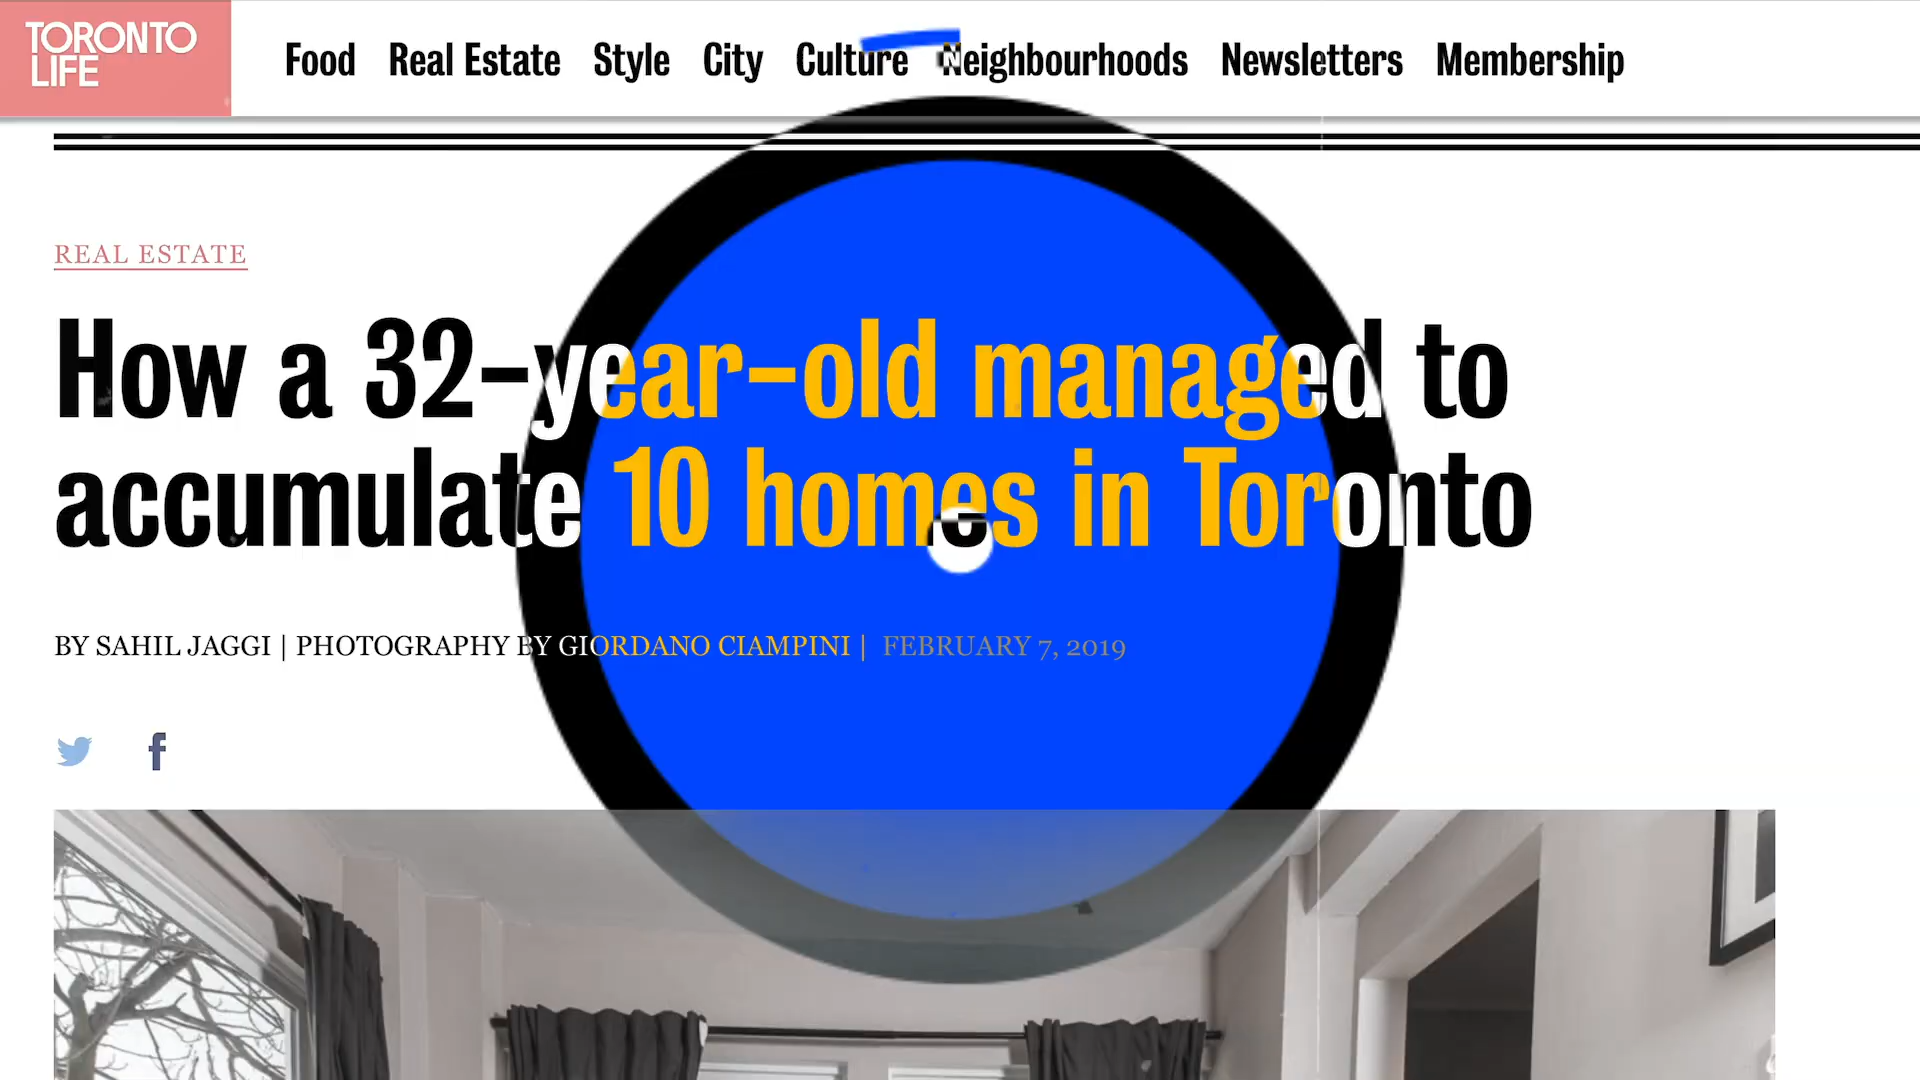 TORONTO
LIFE
Food Real Estate Style City Culture Neighbourhoods Newsletters Membership
REAL ESTATE
How a 32-year-old managed to
accumulate 10 homes in Toronto
BY SAHIL JAGGI | PHOTOGRAPHY BY GIORDANO CIAMPINI | FEBRUARY 7, 2019